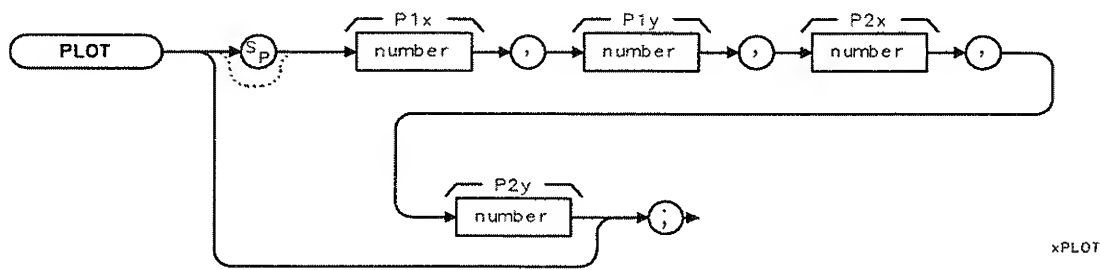 P1x P1y P2x
PLOT SP number , number , number ,
P2y
number ;
xPLOT